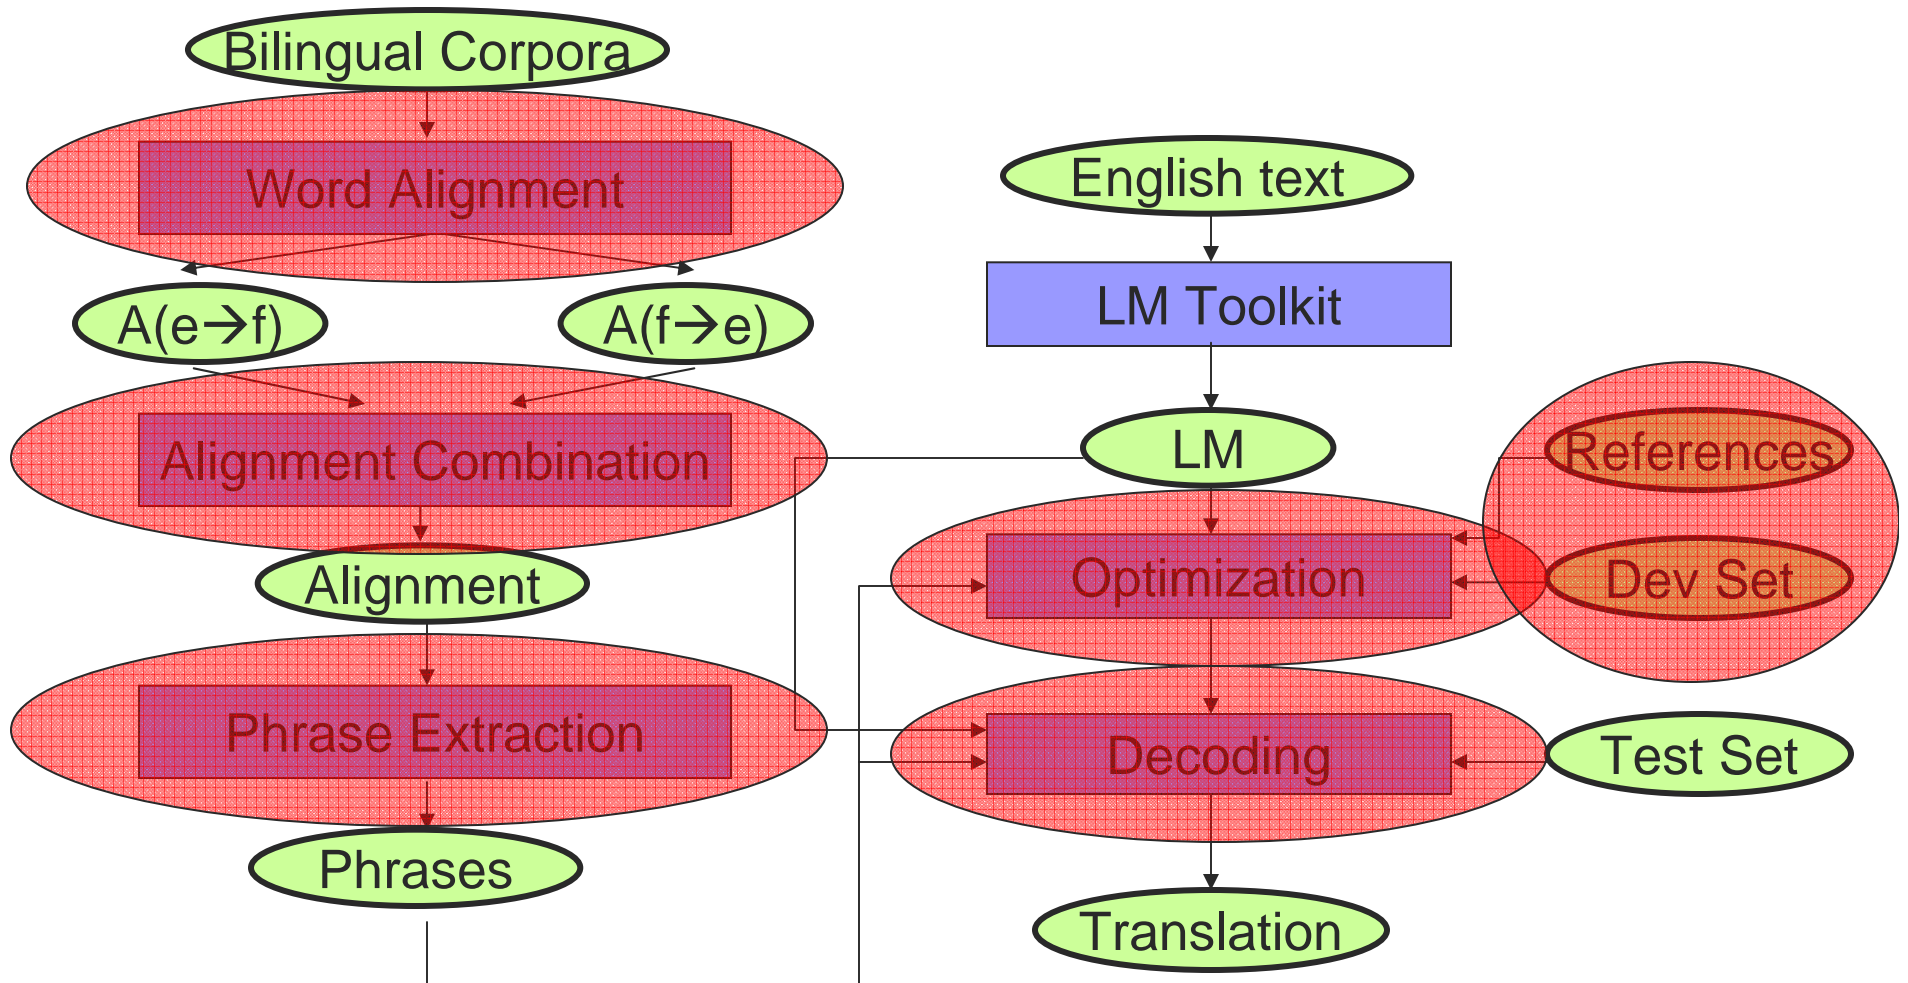 Bilingual Corpora
Word Alignment
A(e→f)
A(f→e)
Alignment Combination
Alignment
Phrase Extraction
Phrases
English text
LM Toolkit
LM
Optimization
Decoding
Translation
References
Dev Set
Test Set